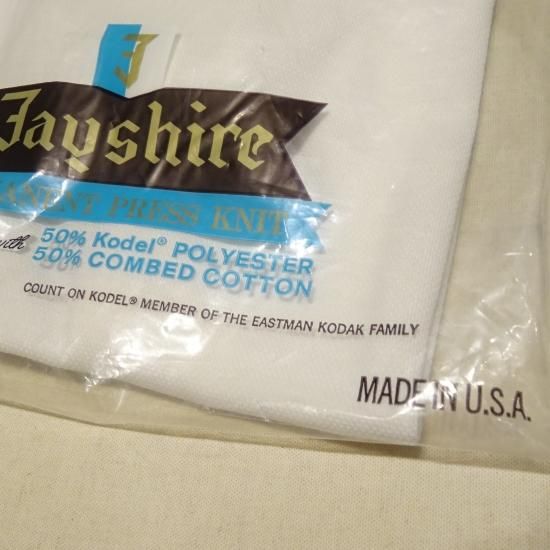 J
Jayshire
ANENT PRESS KNIT
with 50% Kodel® POLYESTER
50% COMBED COTTON
COUNT ON KODEL® MEMBER OF THE EASTMAN KODAK FAMILY
MADE IN U.S.A.